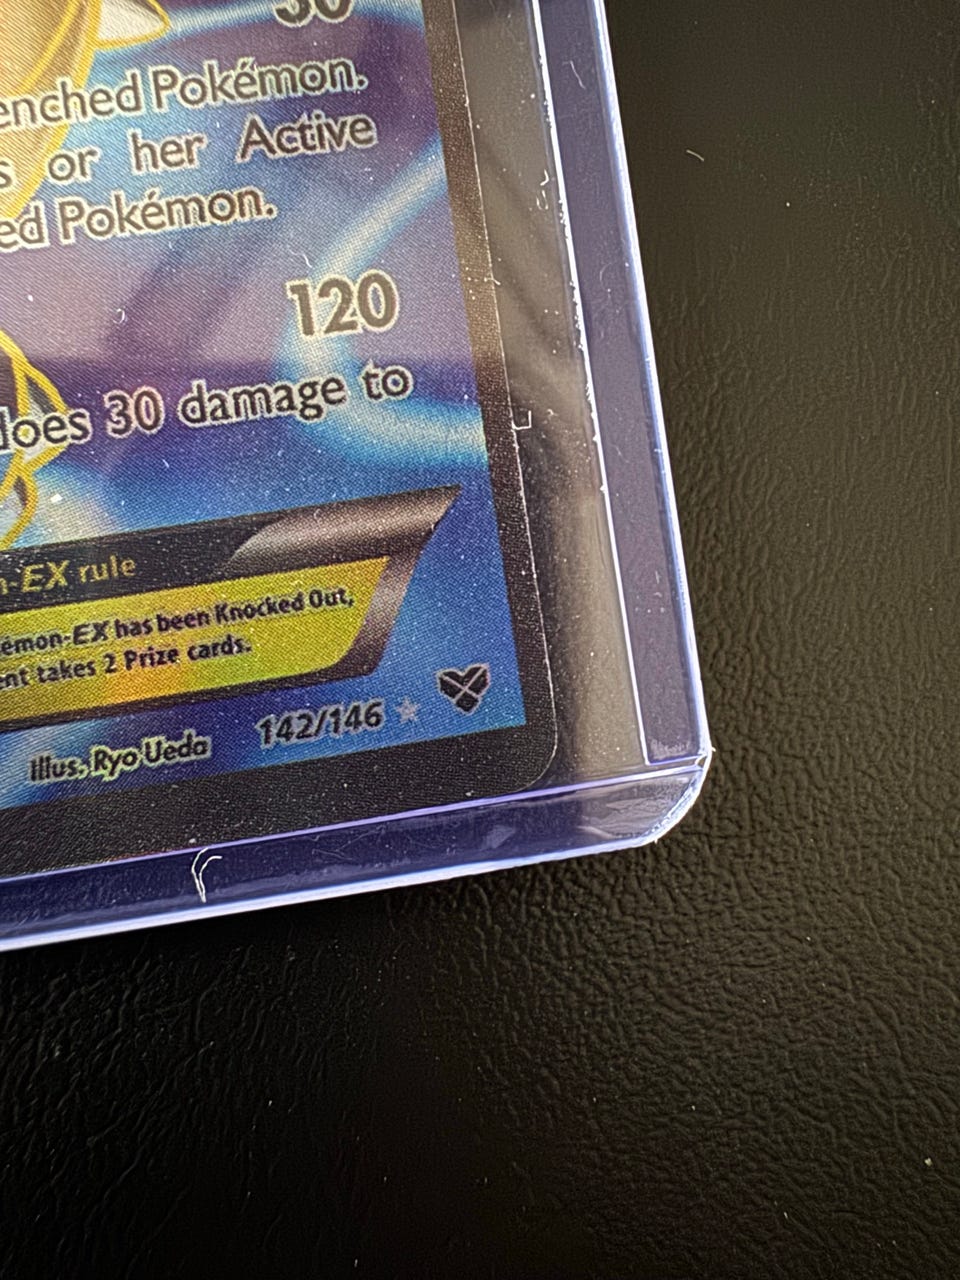 30
enched Pokémon.
s or her Active
ed Pokémon.
120
does 30 damage to
n-EX rule
émon-EX has been Knocked Out,
ent takes 2 Prize cards.
Illus. Ryo Ueda
142/146